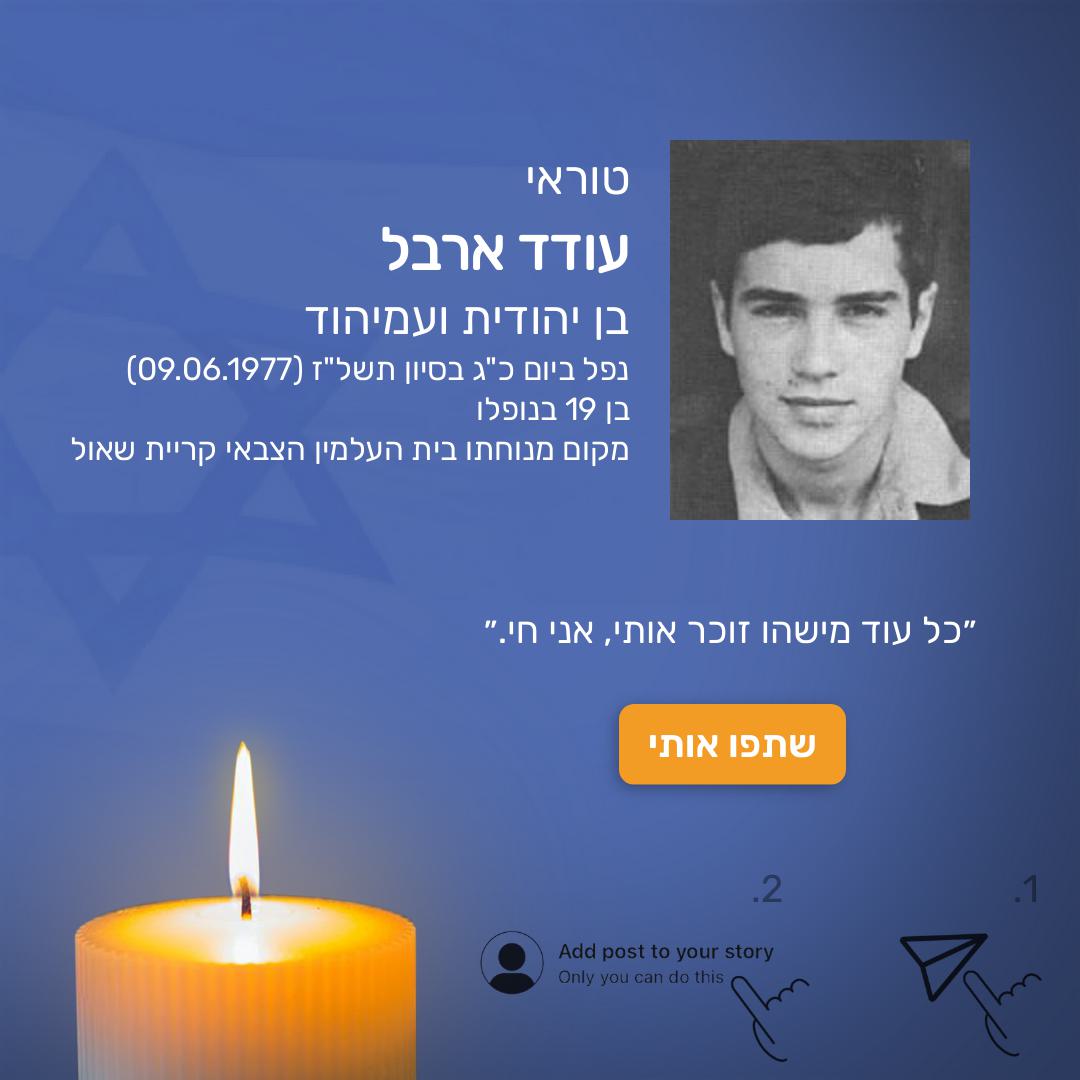 טוראי
עודד ארבל
בן יהודית ועמיהוד
נפל ביום כ"ג בסיון תשל"ז (09.06.1977)
בן 19 בנופלו
מקום מנוחתו בית העלמין הצבאי קריית שאול
"כל עוד מישהו זוכר אותי, אני חי."
שתפו אותי
.1
.2
Add post to your story
Only you can do this